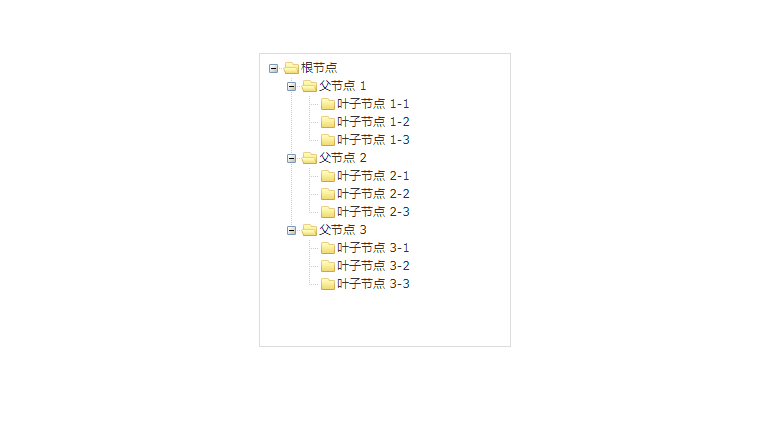 根节点
父节点 1
叶子节点 1-1
叶子节点 1-2
叶子节点 1-3
父节点 2
叶子节点 2-1
叶子节点 2-2
叶子节点 2-3
父节点 3
叶子节点 3-1
叶子节点 3-2
叶子节点 3-3